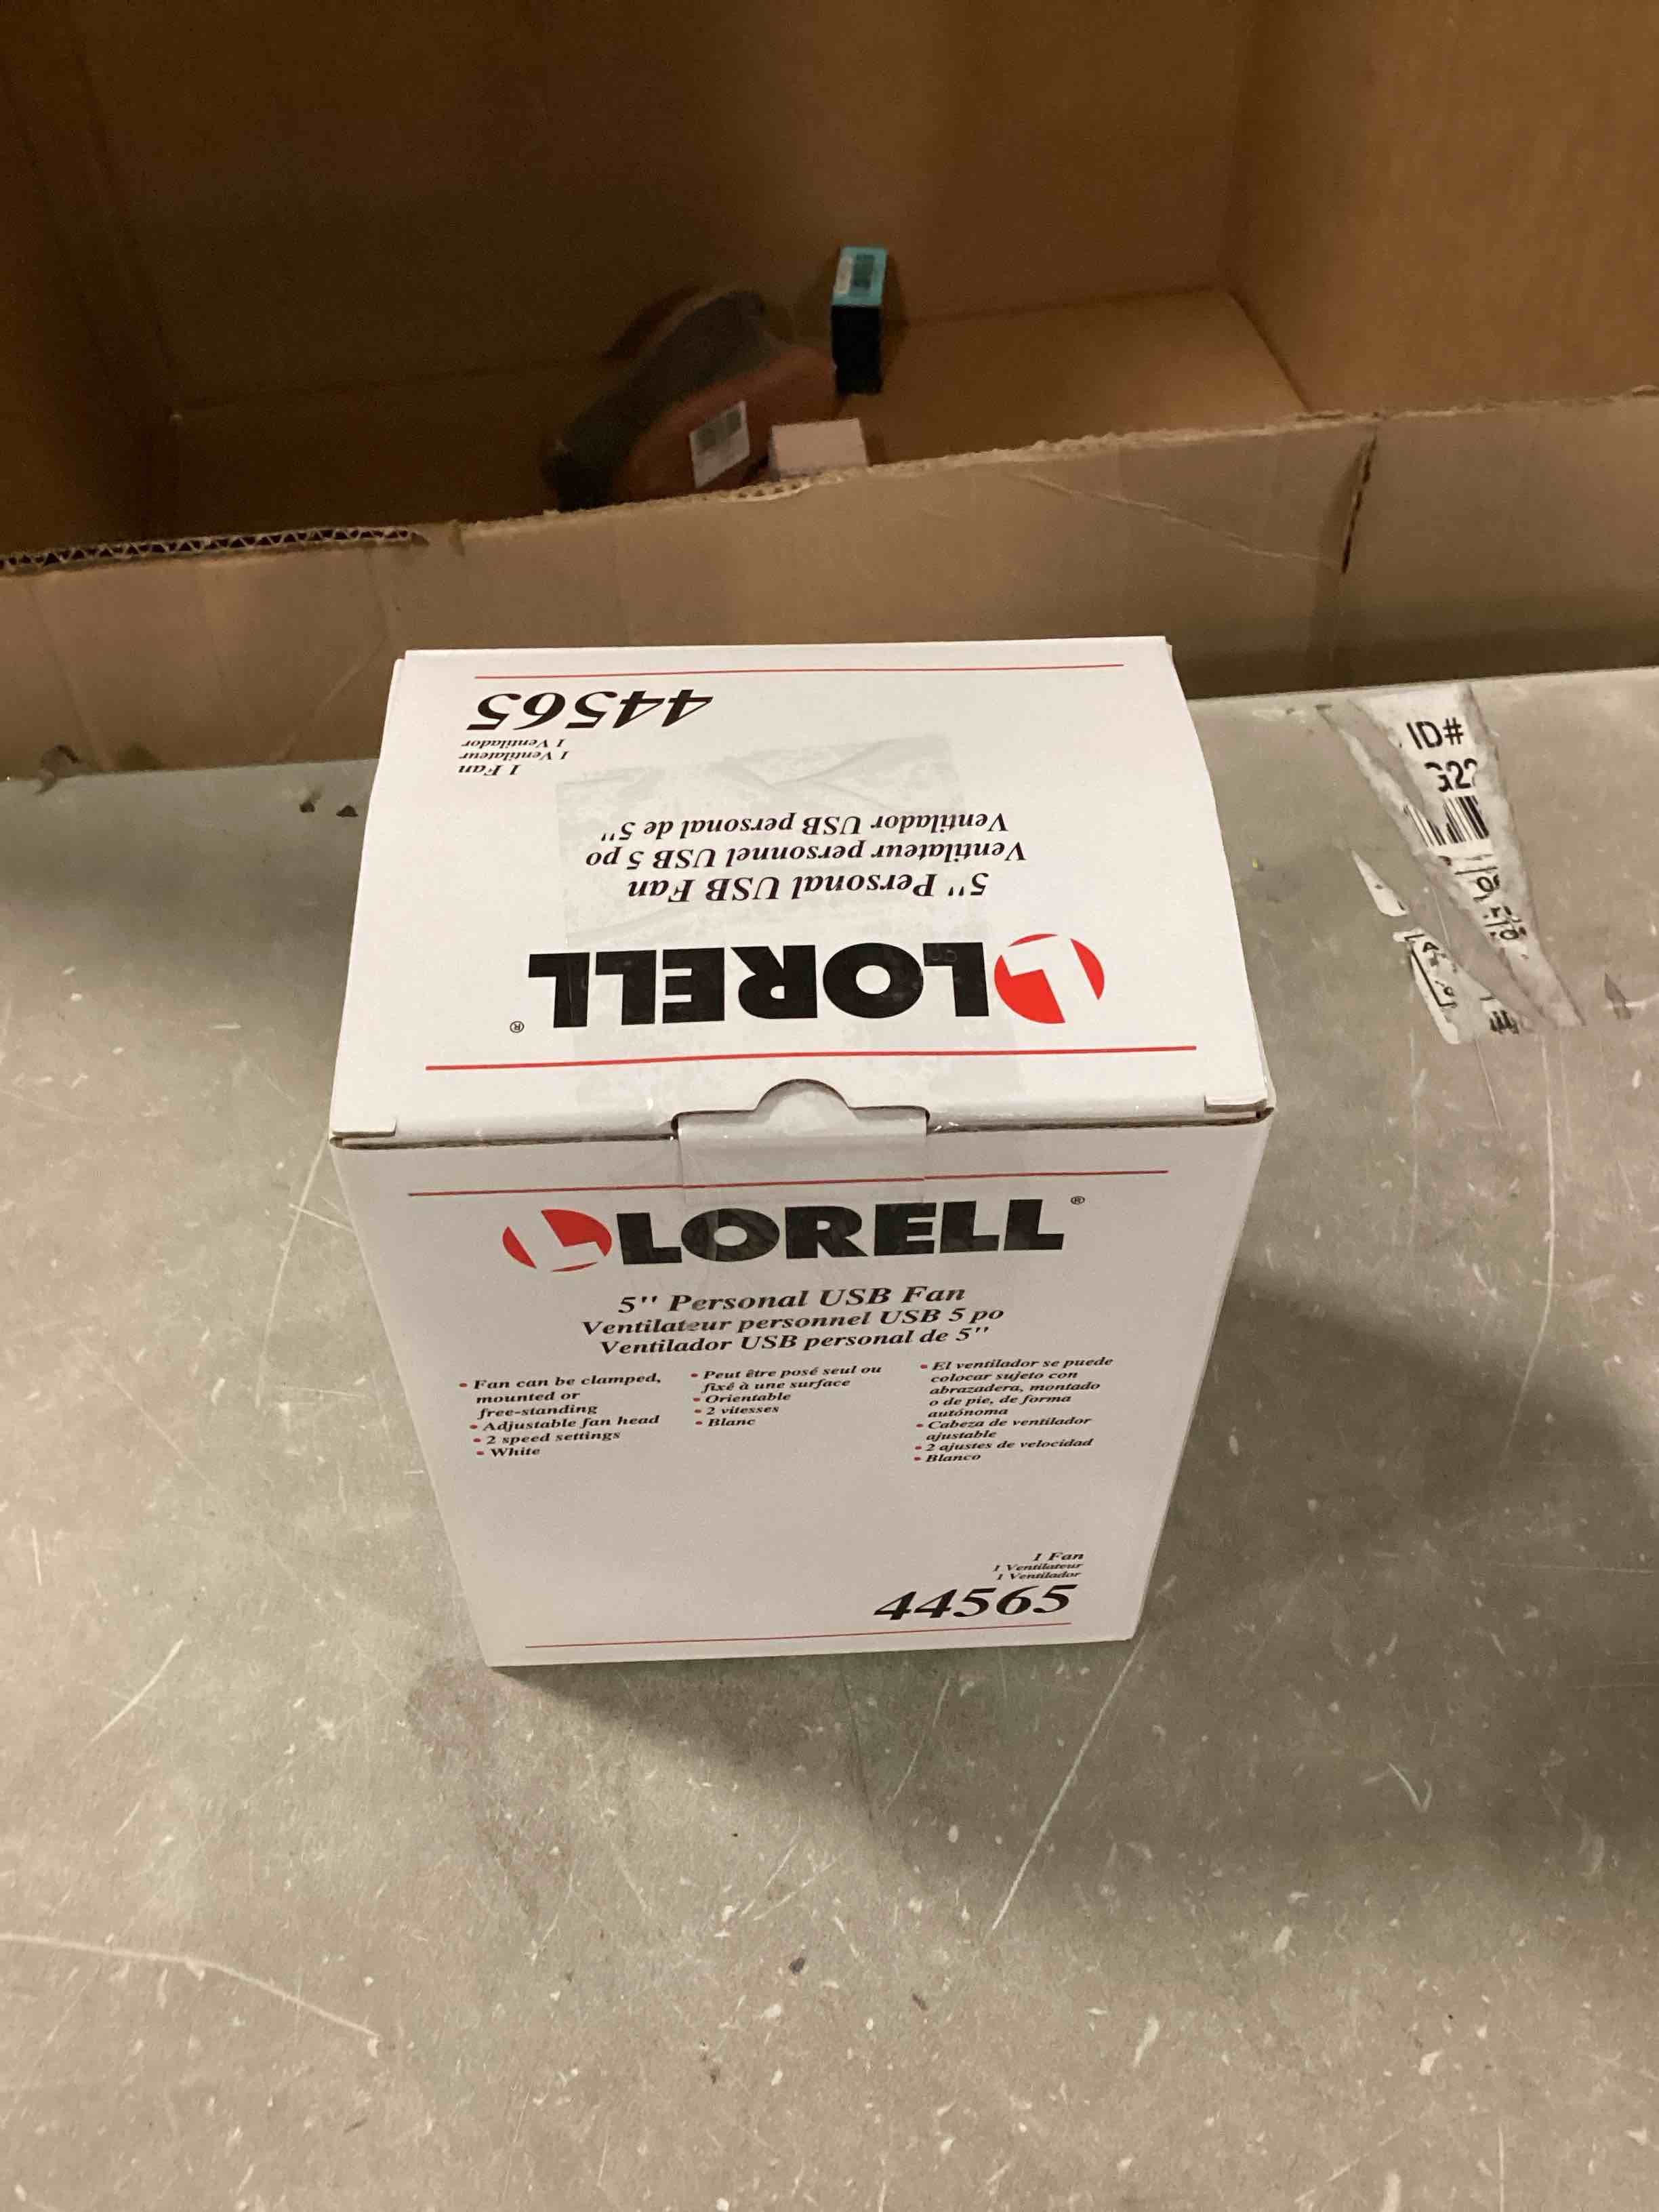 44565
1 Ventilador
1 Ventilateur
1 Fan
Ventilador USB personal de 5"
Ventilateur personnel USB 5 po
5" Personal USB Fan
LORELL®
LORELL®
5" Personal USB Fan
Ventilateur personnel USB 5 po
Ventilador USB personal de 5"
• Fan can be clamped,
mounted or
free-standing
• Adjustable fan head
• 2 speed settings
• White
• Peut être posé seul ou
fixé à une surface
• Orientable
• 2 vitesses
• Blanc
• El ventilador se puede
colocar sujeto con
abrazadera, montado
o de pie, de forma
autónoma
• Cabeza de ventilador
ajustable
• 2 ajustes de velocidad
• Blanco
1 Fan
1 Ventilateur
1 Ventilador
44565
ID#